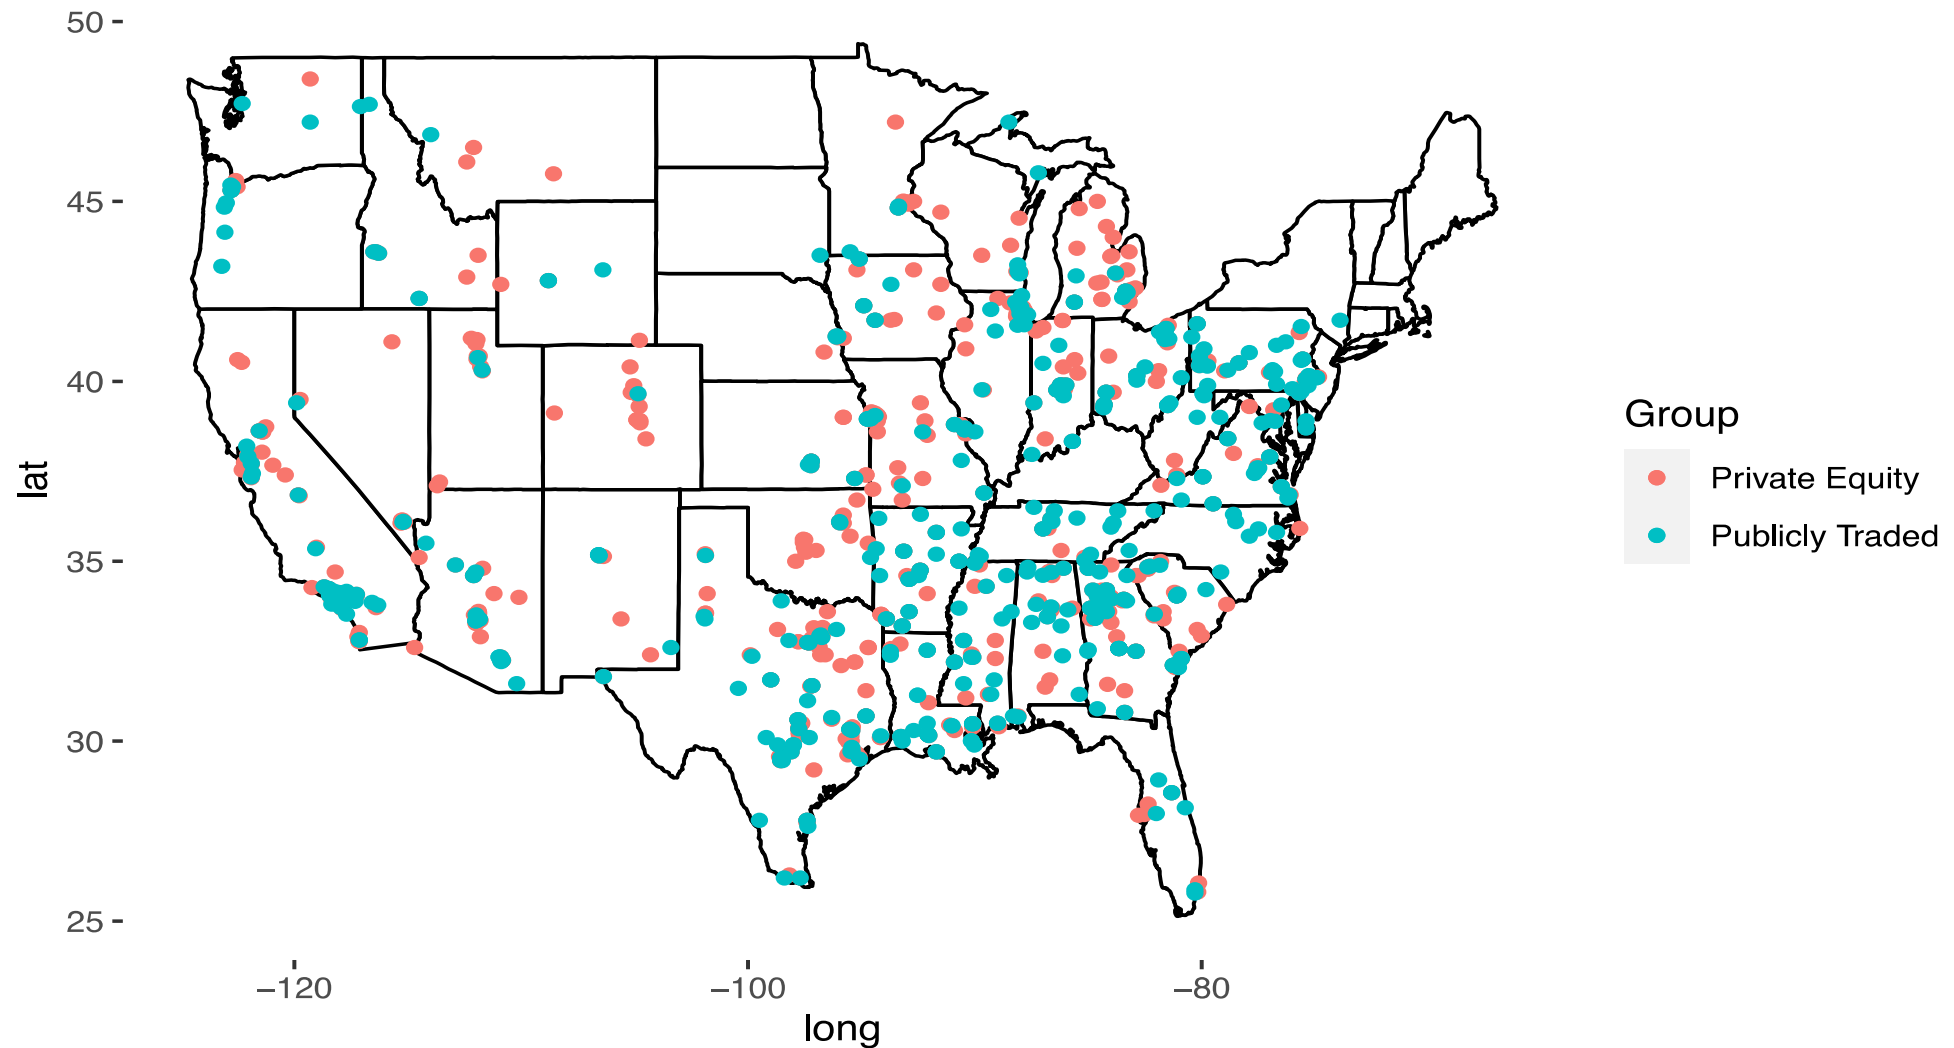 50
45
40
35
30
25
lat
−120
−100
−80
long
Group
Private Equity
Publicly Traded